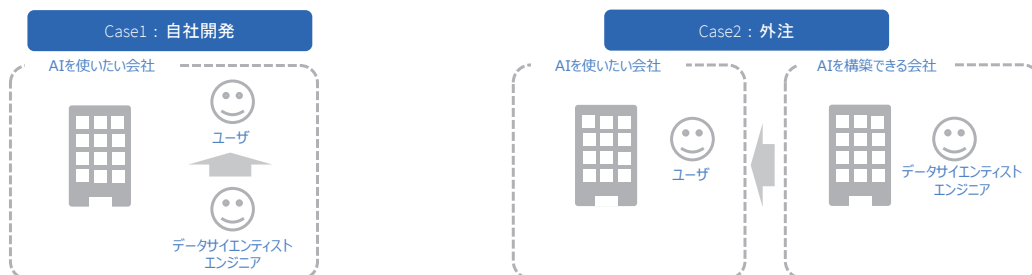 Case1：自社開発
AIを使いたい会社
ユーザ
データサイエンティスト
エンジニア
Case2：外注
AIを使いたい会社
ユーザ
AIを構築できる会社
データサイエンティスト
エンジニア